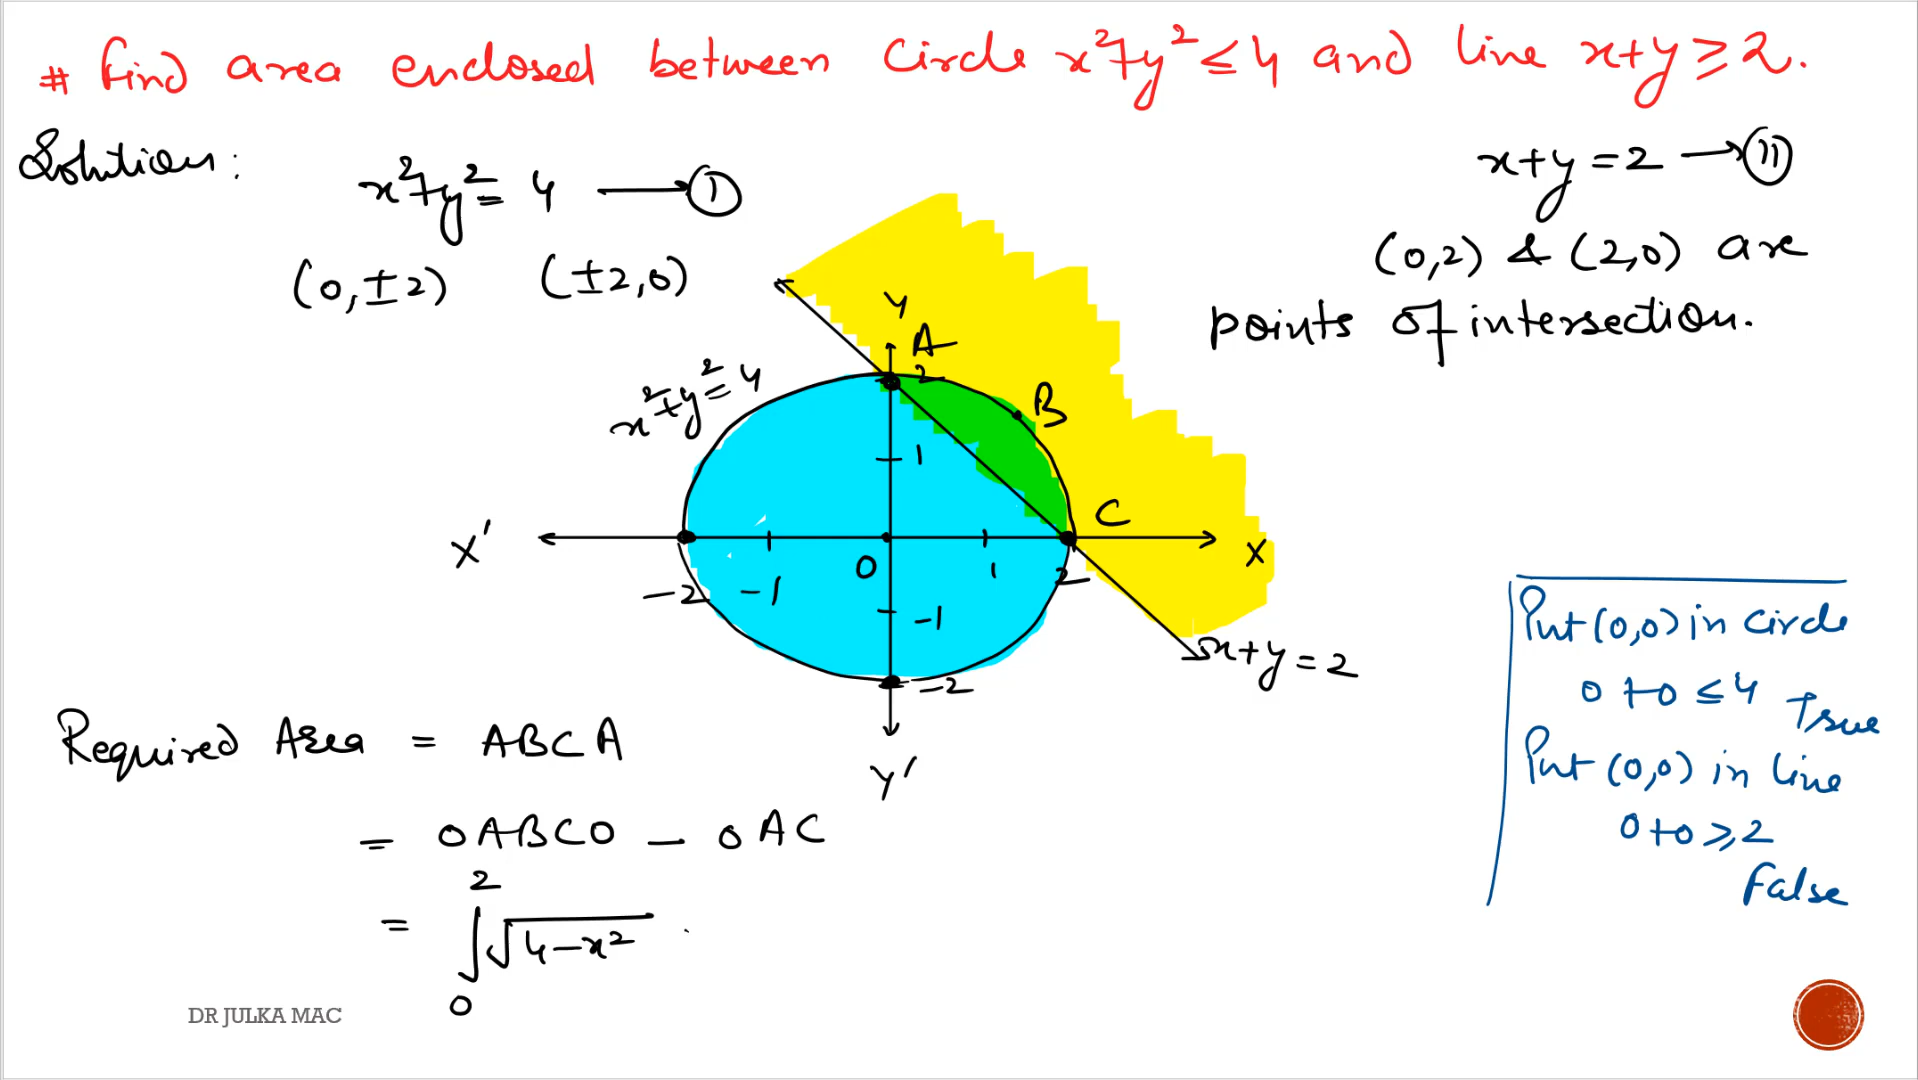 # Find area enclosed between Circle x²+y² ≤ 4 and line x+y ≥ 2.
Solution:
x²+y² = 4 → (I)
x+y = 2 → (II)
(0, ±2) (±2, 0)
(0,2) & (2,0) are
points of intersection.
Y
A
2
x²+y² = 4
B
1
C
X'
O
X
-2
-1
1
2
-1
x+y = 2
-2
Y'
Put (0,0) in circle
0+0 ≤ 4 True
Put (0,0) in line
0+0 ≥ 2
False
Required Area = ABCA
= OABCO - OAC
= ∫₀² √4-x²
DR JULKA MAC